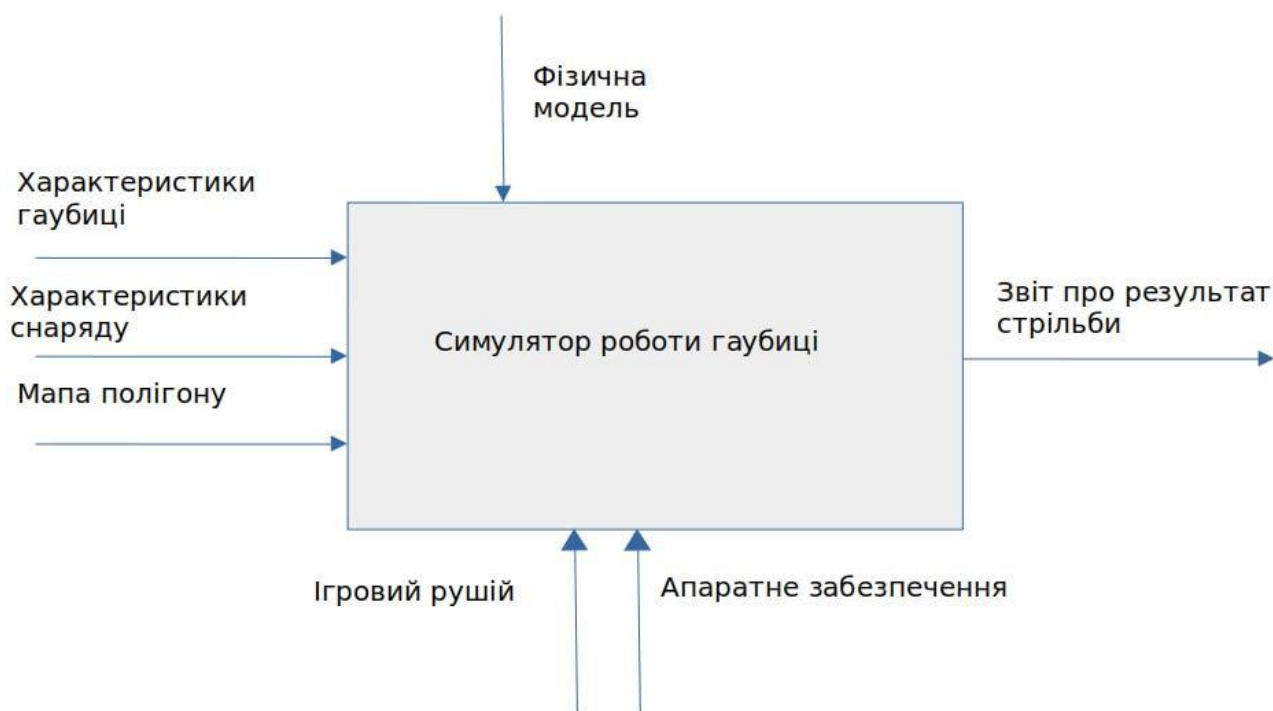 Фізична
модель
Характеристики
гаубиці
Характеристики
снаряду
Мапа полігону
Симулятор роботи гаубиці
Звіт про результат
стрільби
Ігровий рушій
Апаратне забезпечення